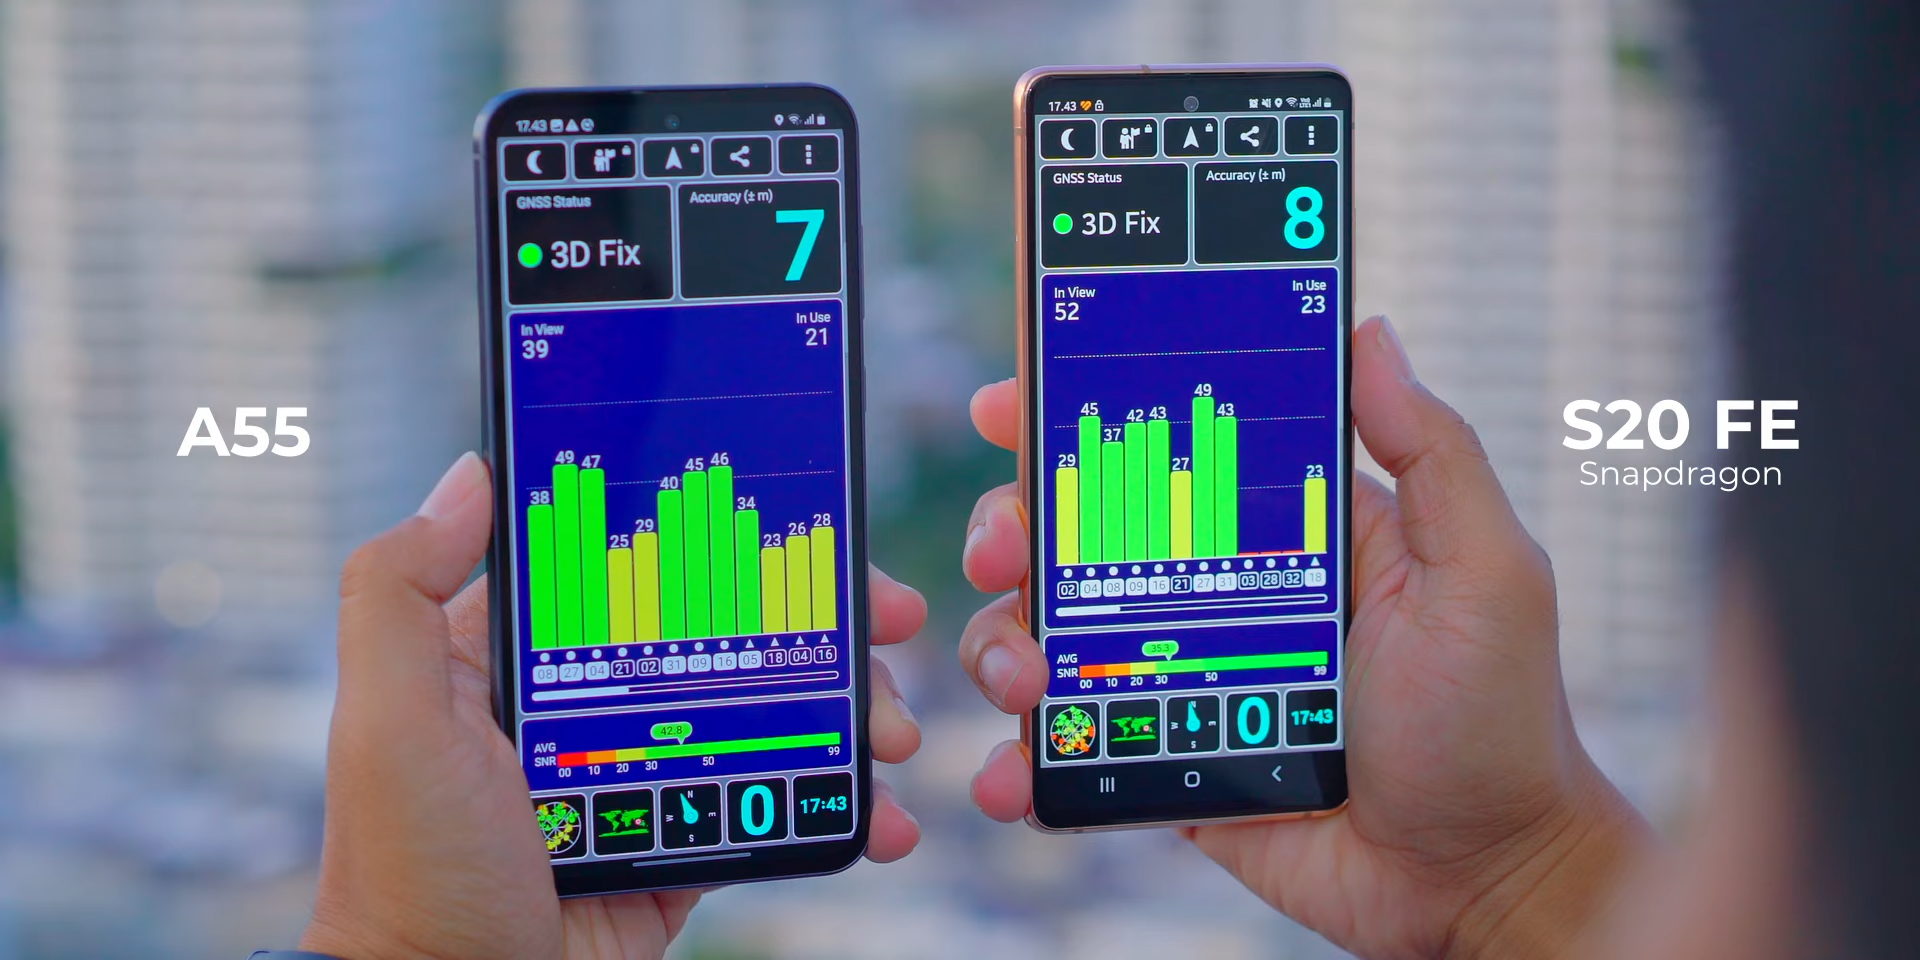 A55
17.43
GNSS Status
3D Fix
Accuracy (± m)
7
In View
39
In Use
21
38 49 47 25 29 40 45 46 34 23 26 28
08 27 04 21 02 31 09 16 05 18 04 16
42.8
AVG
SNR
00 10 20 30 50 99
N
W E
S
0
17:43
17.43
GNSS Status
3D Fix
Accuracy (± m)
8
In View
52
In Use
23
29 45 37 42 43 27 49 43 23
02 04 08 09 16 21 27 31 03 28 32 18
35.3
AVG
SNR
00 10 20 30 50 99
N
W E
S
0
17:43
S20 FE
Snapdragon